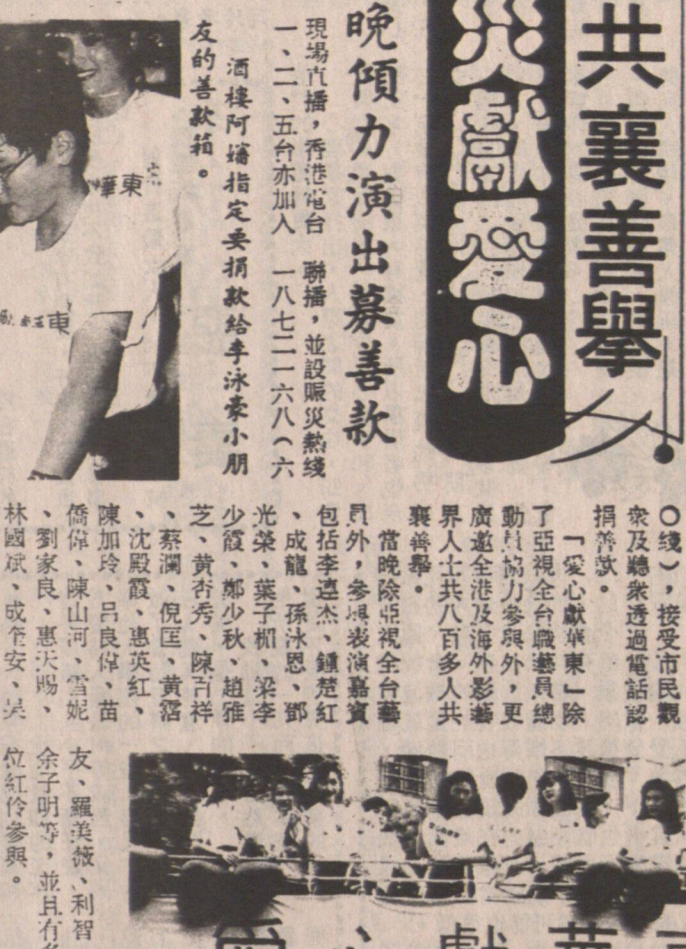 共襄善舉
災獻愛心
晚傾力演出募善款
現場直播，香港電台
一、二、五台亦加入
聯播，並設賑災熱綫
一八七二一六八（六
酒樓阿嬸指定要捐款給李泳豪小朋
友的善款箱。
華東
東
〇綫），接受市民觀
衆及聽衆透過電話認
捐善款。
「愛心獻華東」除
了亞視全台職藝員總
動員協力參與外，更
廣邀全港及海外影藝
界人士共八百多人共
襄善舉。
當晚除亞視全台藝
員外，參與表演嘉賓
包括李連杰、鍾楚紅
、成龍、孫泳恩、鄧
光榮、葉子楣、梁李
少霞、鄭少秋、趙雅
芝、黃杏秀、陳百祥
、蔡瀾、倪匡、黃霑
、沈殿霞、惠英紅、
陳加玲、呂良偉、苗
僑偉、陳山河、雪妮
、劉家良、惠天賜、
林國斌、成奎安、吳
友、羅美薇、利智
余子明等，並且有多
位紅伶參與。
愛心獻華